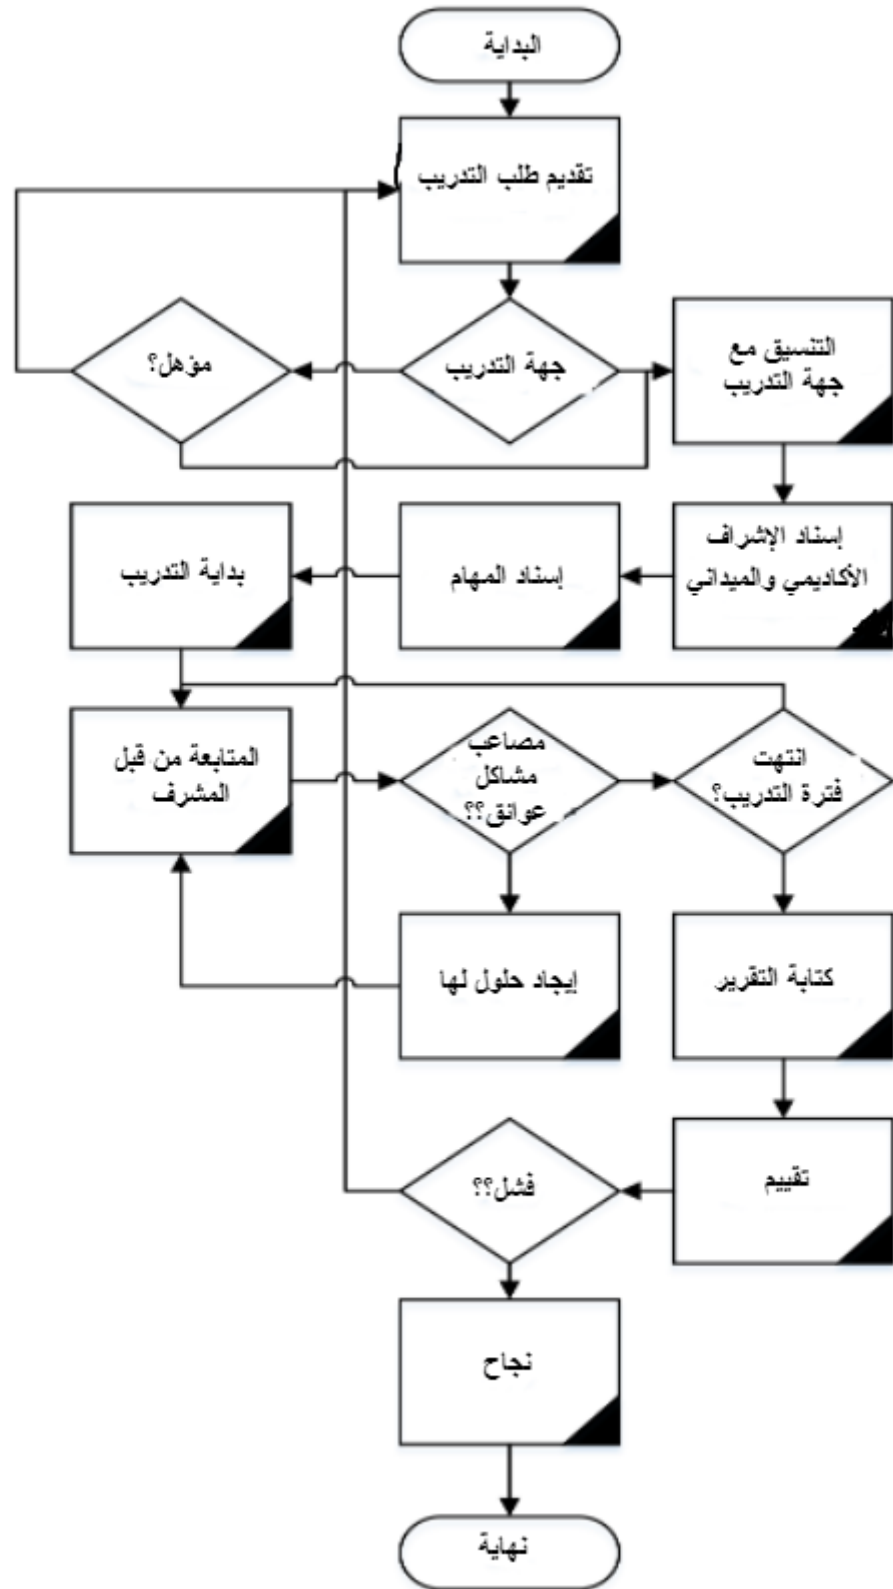 البداية
تقديم طلب التدريب
جهة التدريب
مؤهل؟
التنسيق مع
جهة التدريب
إسناد الإشراف
الأكاديمي والميداني
إسناد المهام
بداية التدريب
المتابعة من قبل
المشرف
مصاعب
مشاكل
عوائق؟؟
انتهت
فترة التدريب؟
إيجاد حلول لها
كتابة التقرير
تقييم
فشل؟؟
نجاح
نهاية